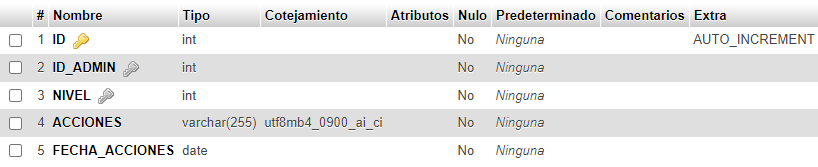 # Nombre Tipo Cotejamiento Atributos Nulo Predeterminado Comentarios Extra
1 ID int No Ninguna AUTO_INCREMENT
2 ID_ADMIN int No Ninguna
3 NIVEL int No Ninguna
4 ACCIONES varchar(255) utf8mb4_0900_ai_ci No Ninguna
5 FECHA_ACCIONES date No Ninguna